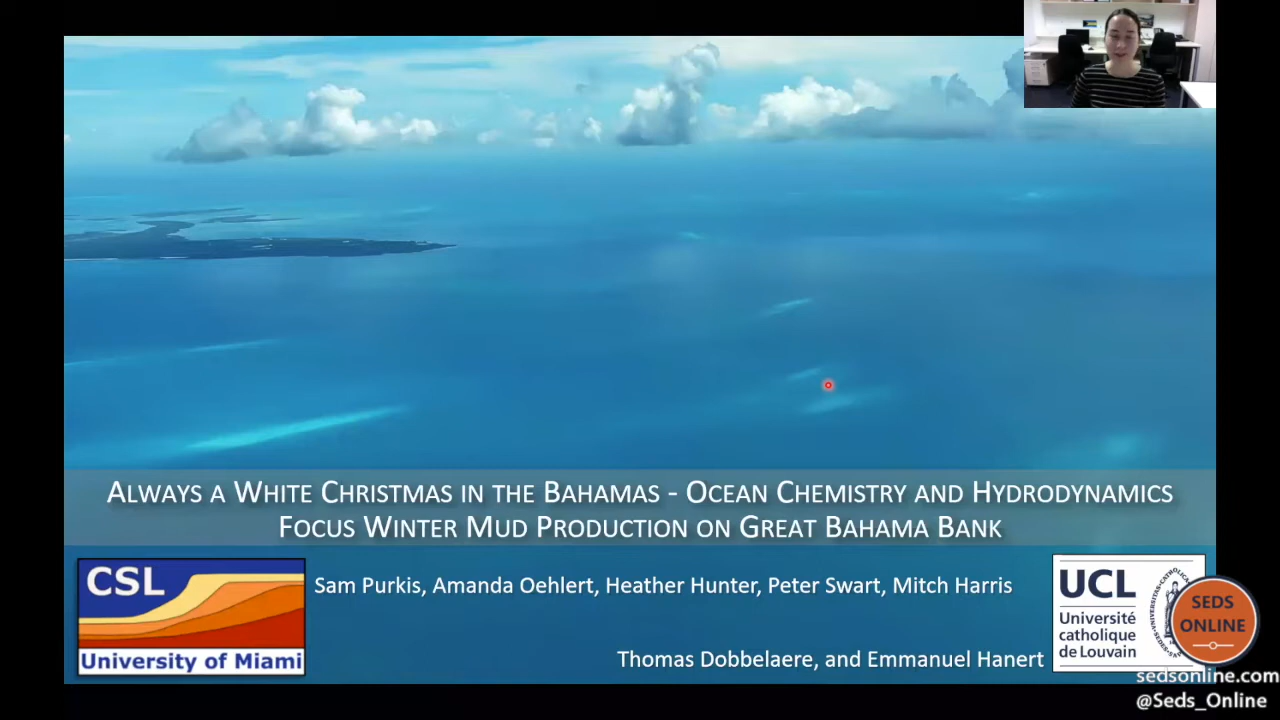 ALWAYS A WHITE CHRISTMAS IN THE BAHAMAS - OCEAN CHEMISTRY AND HYDRODYNAMICS
FOCUS WINTER MUD PRODUCTION ON GREAT BAHAMA BANK
CSL
University of Miami
Sam Purkis, Amanda Oehlert, Heather Hunter, Peter Swart, Mitch Harris
Thomas Dobbelaere, and Emmanuel Hanert
UCL
Université
catholique
de Louvain
SEDS
ONLINE
sedsonline.com
@Seds_Online